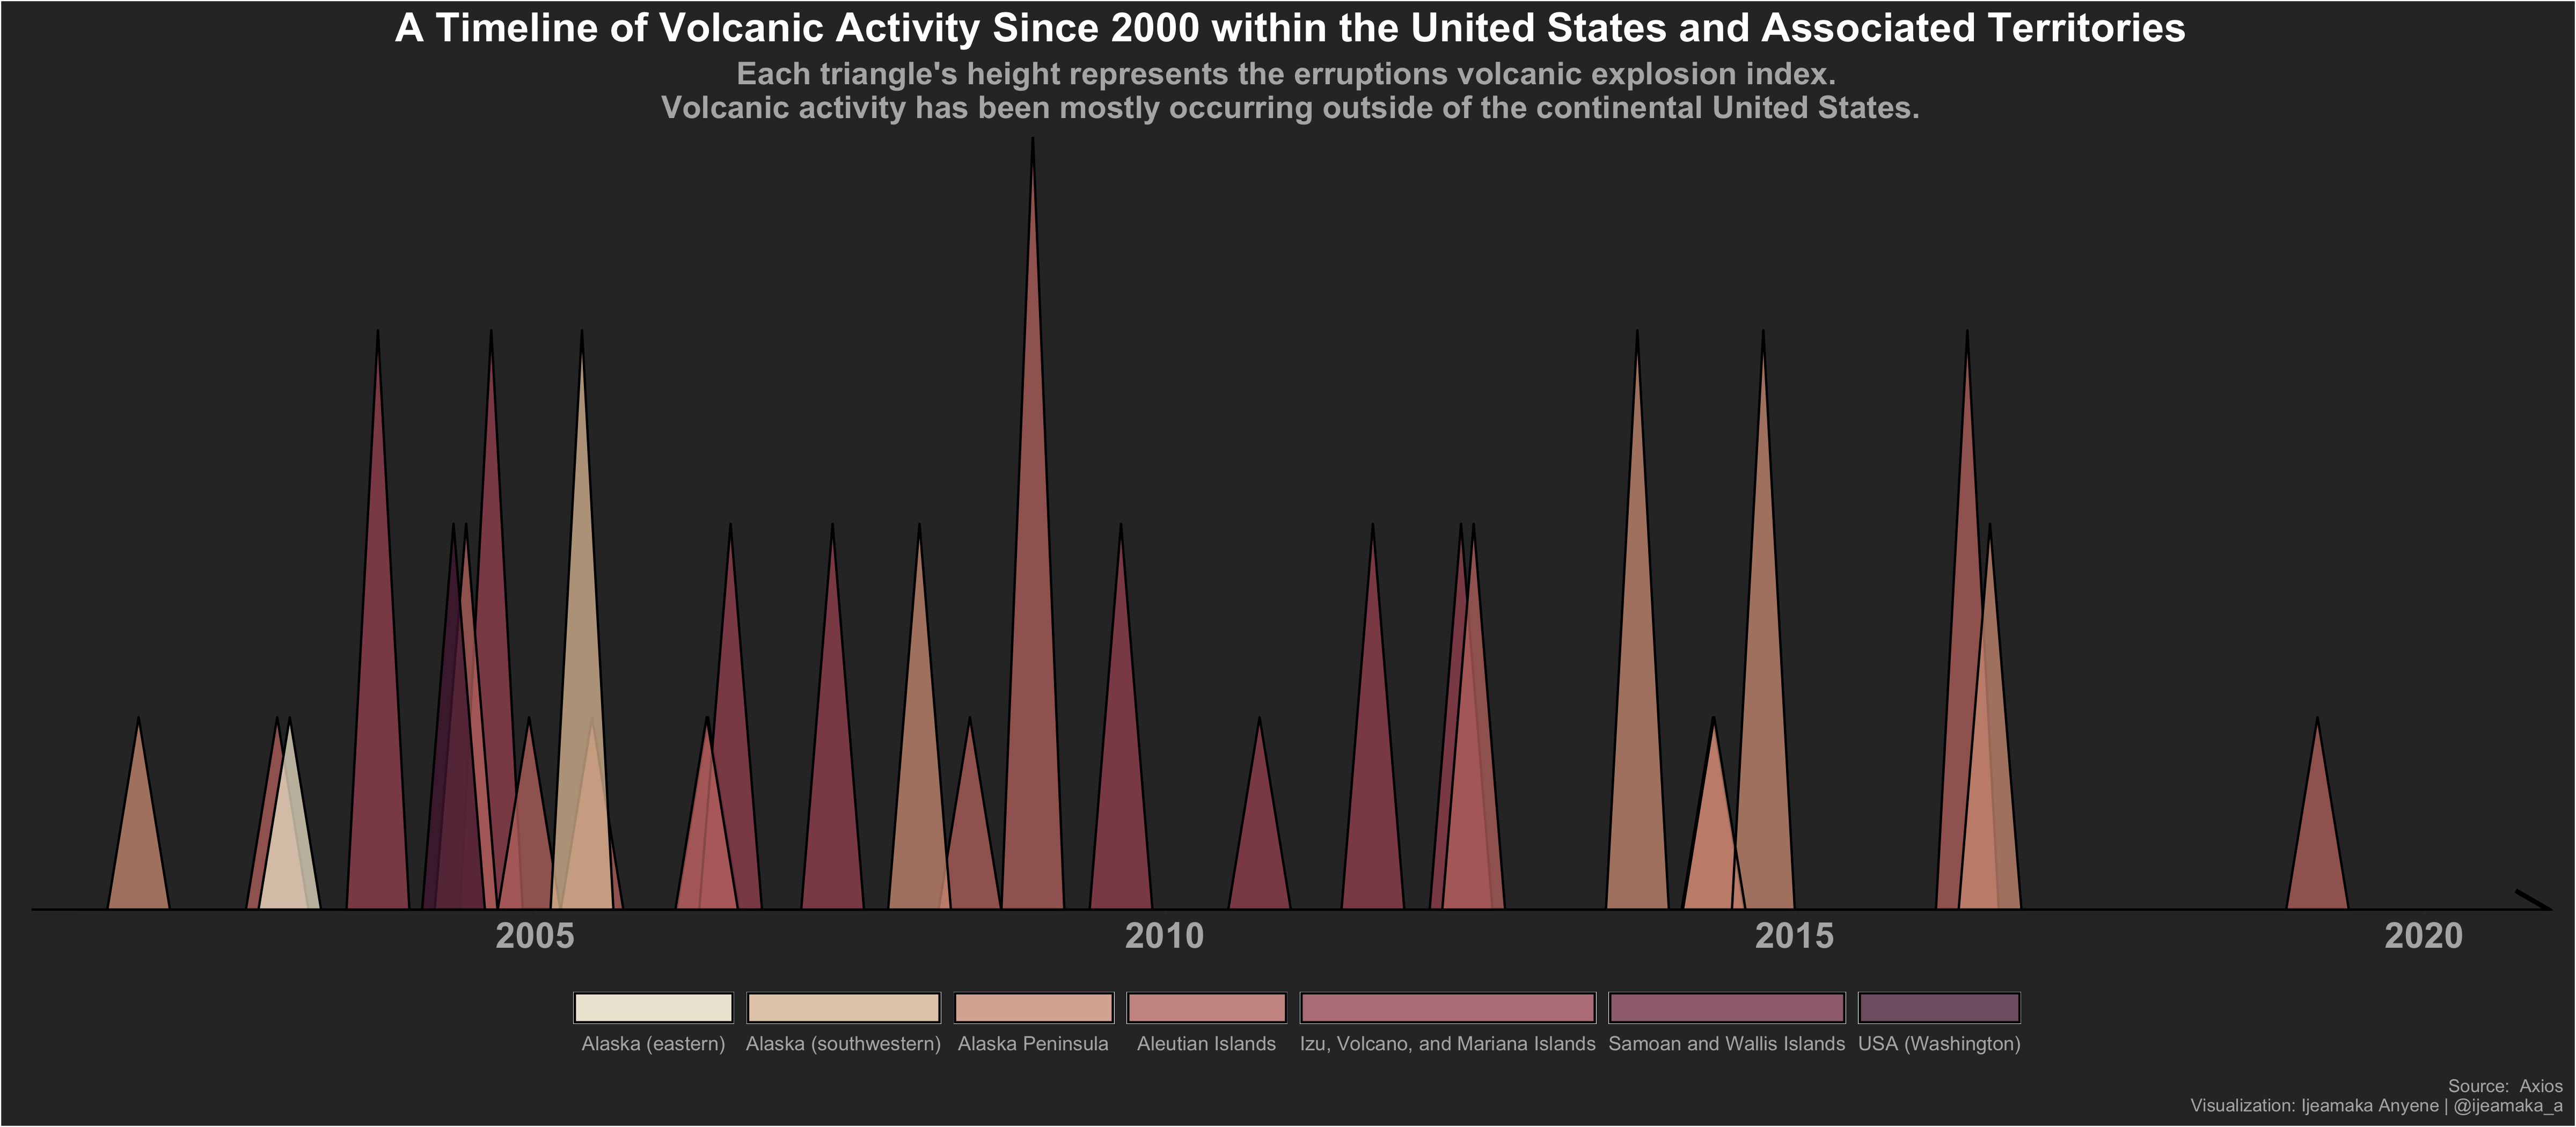 A Timeline of Volcanic Activity Since 2000 within the United States and Associated Territories
Each triangle's height represents the erruptions volcanic explosion index.
Volcanic activity has been mostly occurring outside of the continental United States.
2005
2010
2015
2020
Alaska (eastern)
Alaska (southwestern)
Alaska Peninsula
Aleutian Islands
Izu, Volcano, and Mariana Islands
Samoan and Wallis Islands
USA (Washington)
Source:  Axios
Visualization: Ijeamaka Anyene | @ijeamaka_a